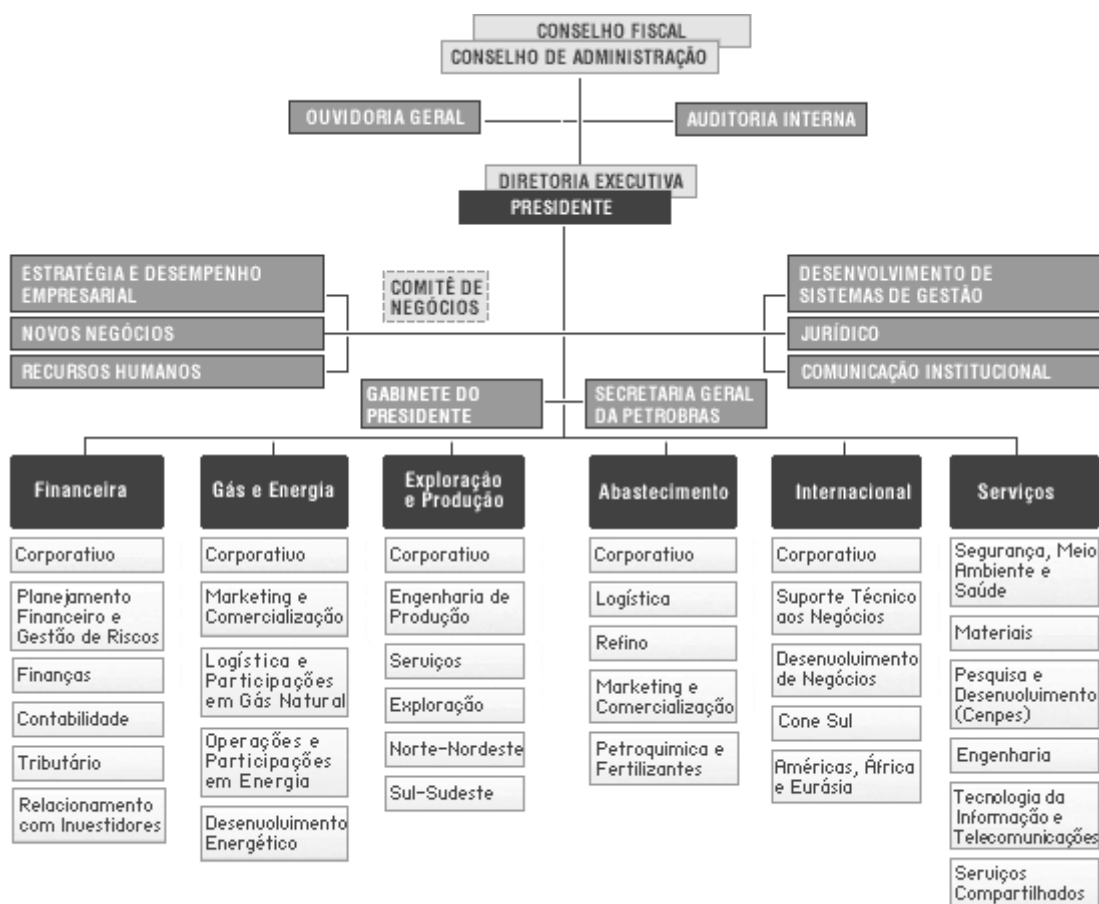 CONSELHO FISCAL
CONSELHO DE ADMINISTRAÇÃO
OUVIDORIA GERAL
AUDITORIA INTERNA
DIRETORIA EXECUTIVA
PRESIDENTE
ESTRATÉGIA E DESEMPENHO
EMPRESARIAL
NOVOS NEGÓCIOS
RECURSOS HUMANOS
COMITÊ DE
NEGÓCIOS
DESENVOLVIMENTO DE
SISTEMAS DE GESTÃO
JURÍDICO
COMUNICAÇÃO INSTITUCIONAL
GABINETE DO
PRESIDENTE
SECRETARIA GERAL
DA PETROBRAS
Financeira
Corporativo
Planejamento
Financeiro e
Gestão de Riscos
Finanças
Contabilidade
Tributário
Relacionamento
com Investidores
Gás e Energia
Corporativo
Marketing e
Comercialização
Logística e
Participações
em Gás Natural
Operações e
Participações
em Energia
Desenvolvimento
Energético
Exploração
e Produção
Corporativo
Engenharia de
Produção
Serviços
Exploração
Norte-Nordeste
Sul-Sudeste
Abastecimento
Corporativo
Logística
Refino
Marketing e
Comercialização
Petroquimica e
Fertilizantes
Internacional
Corporativo
Suporte Técnico
aos Negócios
Desenvolvimento
de Negócios
Cone Sul
Américas, África
e Eurásia
Serviços
Segurança, Meio
Ambiente e
Saúde
Materiais
Pesquisa e
Desenvolvimento
(Cenpes)
Engenharia
Tecnologia da
Informação e
Telecomunicações
Serviços
Compartilhados